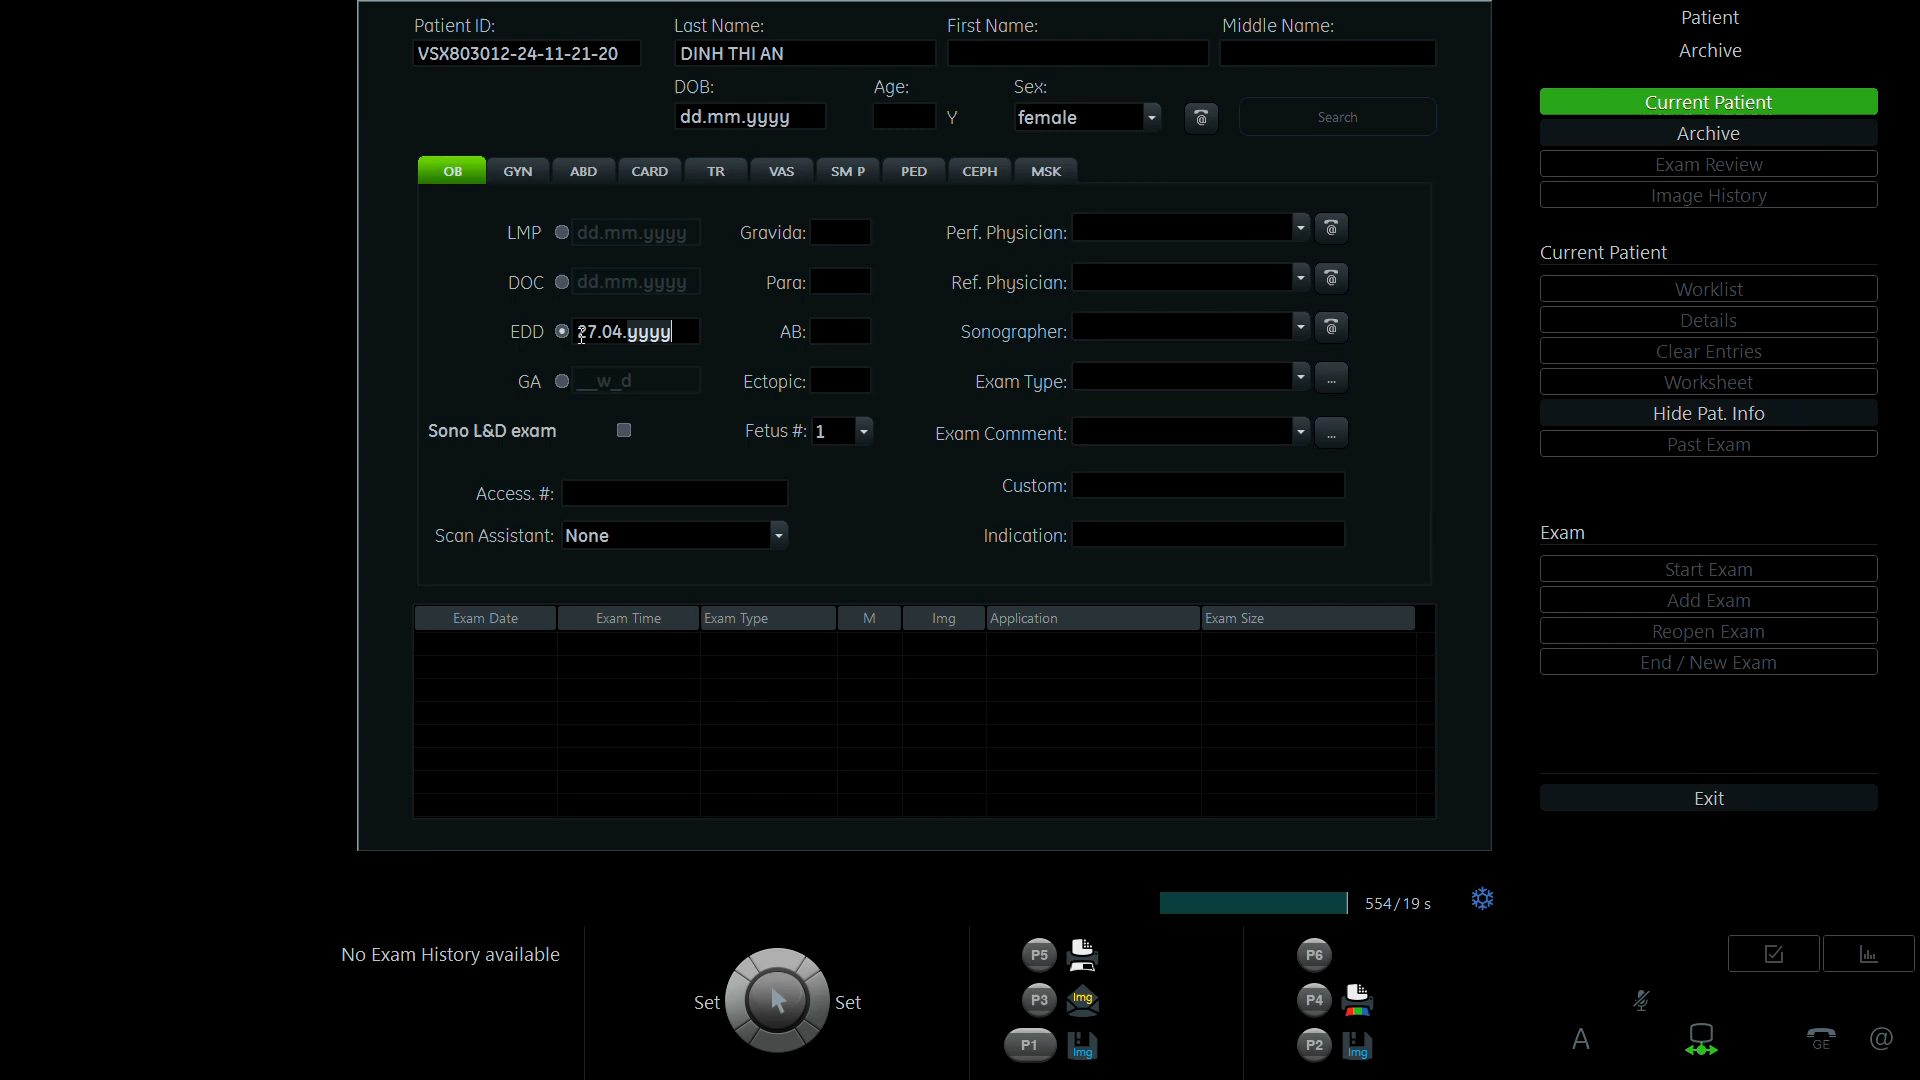 Patient ID: Last Name: First Name: Middle Name:
VSX803012-24-11-21-20 DINH THI AN
DOB: Age: Sex:
dd.mm.yyyy Y female @ Search
OB GYN ABD CARD TR VAS SM P PED CEPH MSK
LMP dd.mm.yyyy Gravida: Perf. Physician: @
DOC dd.mm.yyyy Para: Ref. Physician: @
EDD 27.04.yyyy AB: Sonographer: @
GA __w_d Ectopic: Exam Type: ...
Sono L&D exam Fetus #: 1 Exam Comment: ...
Access. #: Custom:
Scan Assistant: None Indication:
Exam Date Exam Time Exam Type M Img Application Exam Size
Patient
Archive
Current Patient
Archive
Exam Review
Image History
Current Patient
Worklist
Details
Clear Entries
Worksheet
Hide Pat. Info
Past Exam
Exam
Start Exam
Add Exam
Reopen Exam
End / New Exam
Exit
554/19 s
No Exam History available
Set Set
P5
P3 Img
P1 Img
P6
P4
P2 Img
A GE @